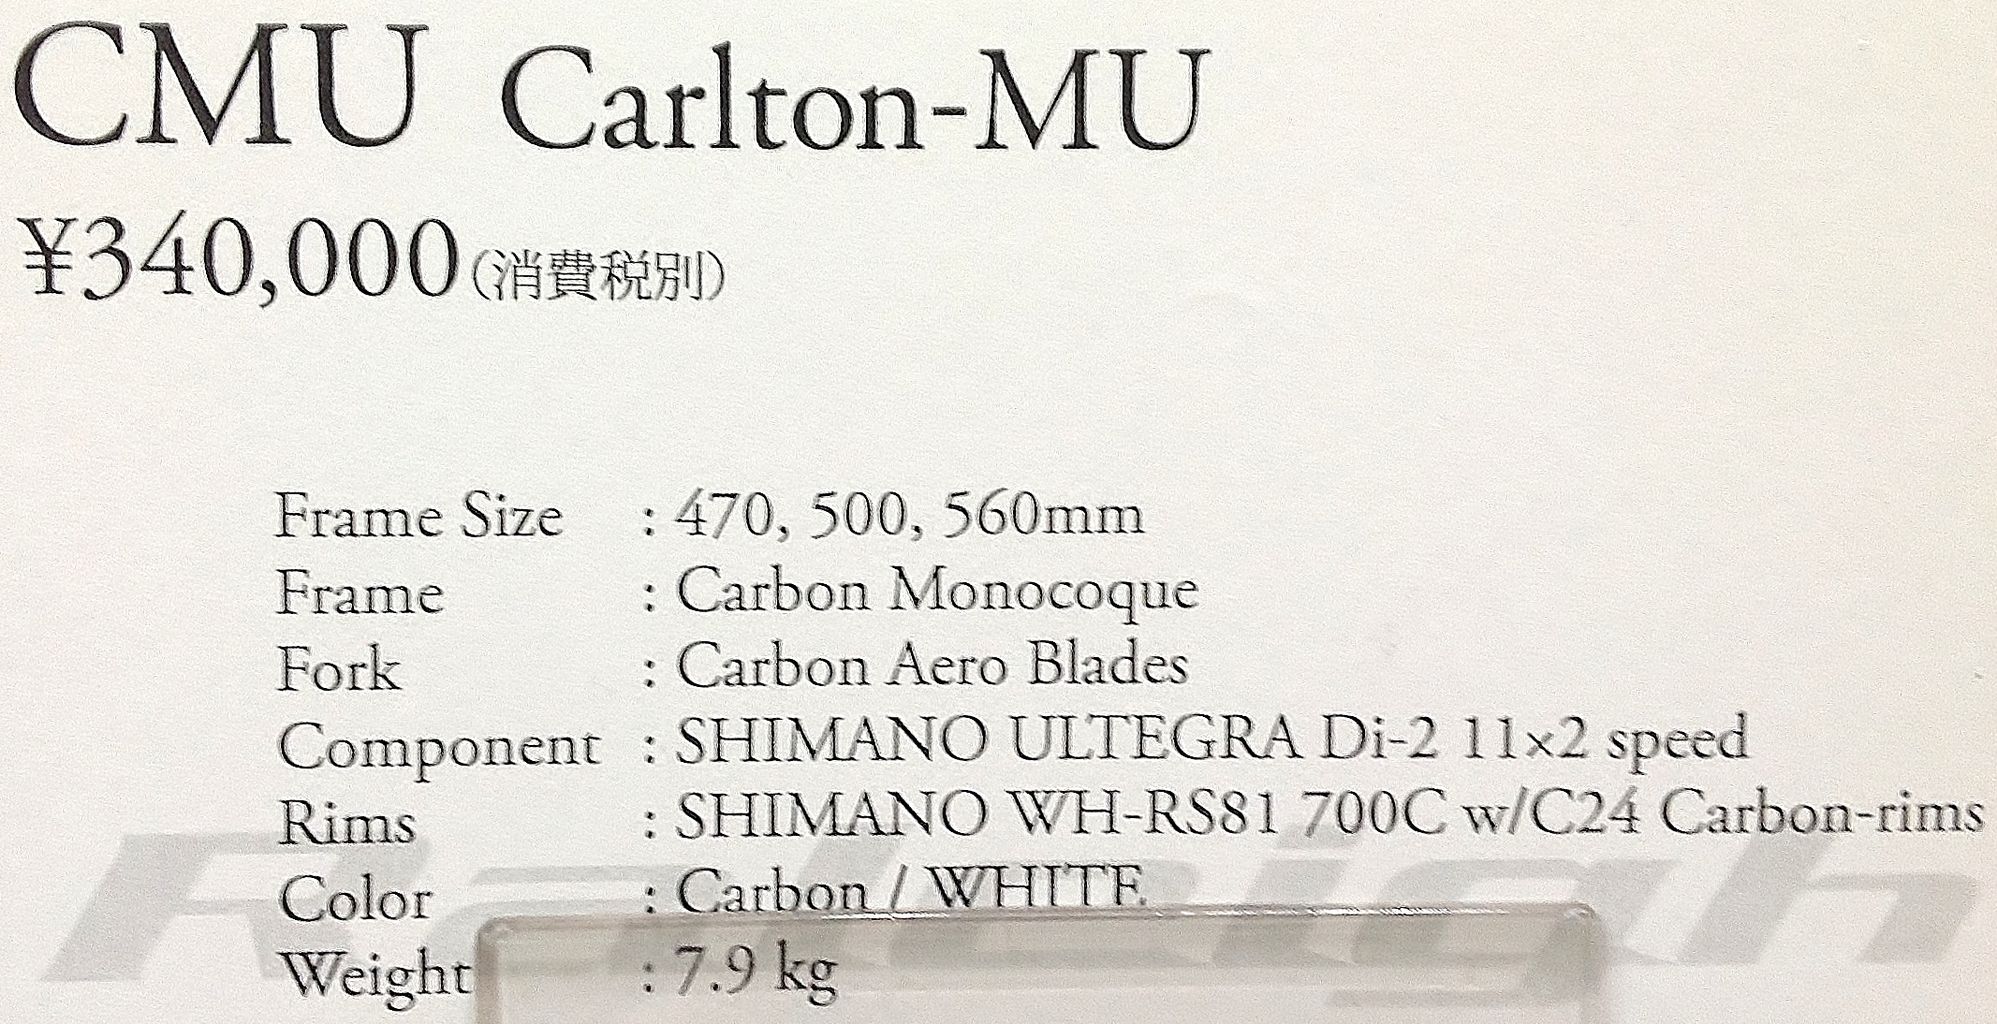 CMU Carlton-MU
¥340,000(消費税別)
Frame Size : 470, 500, 560mm
Frame : Carbon Monocoque
Fork : Carbon Aero Blades
Component : SHIMANO ULTEGRA Di-2 11×2 speed
Rims : SHIMANO WH-RS81 700C w/C24 Carbon-rims
Color : Carbon / WHITE
Weight : 7.9 kg
Raleigh